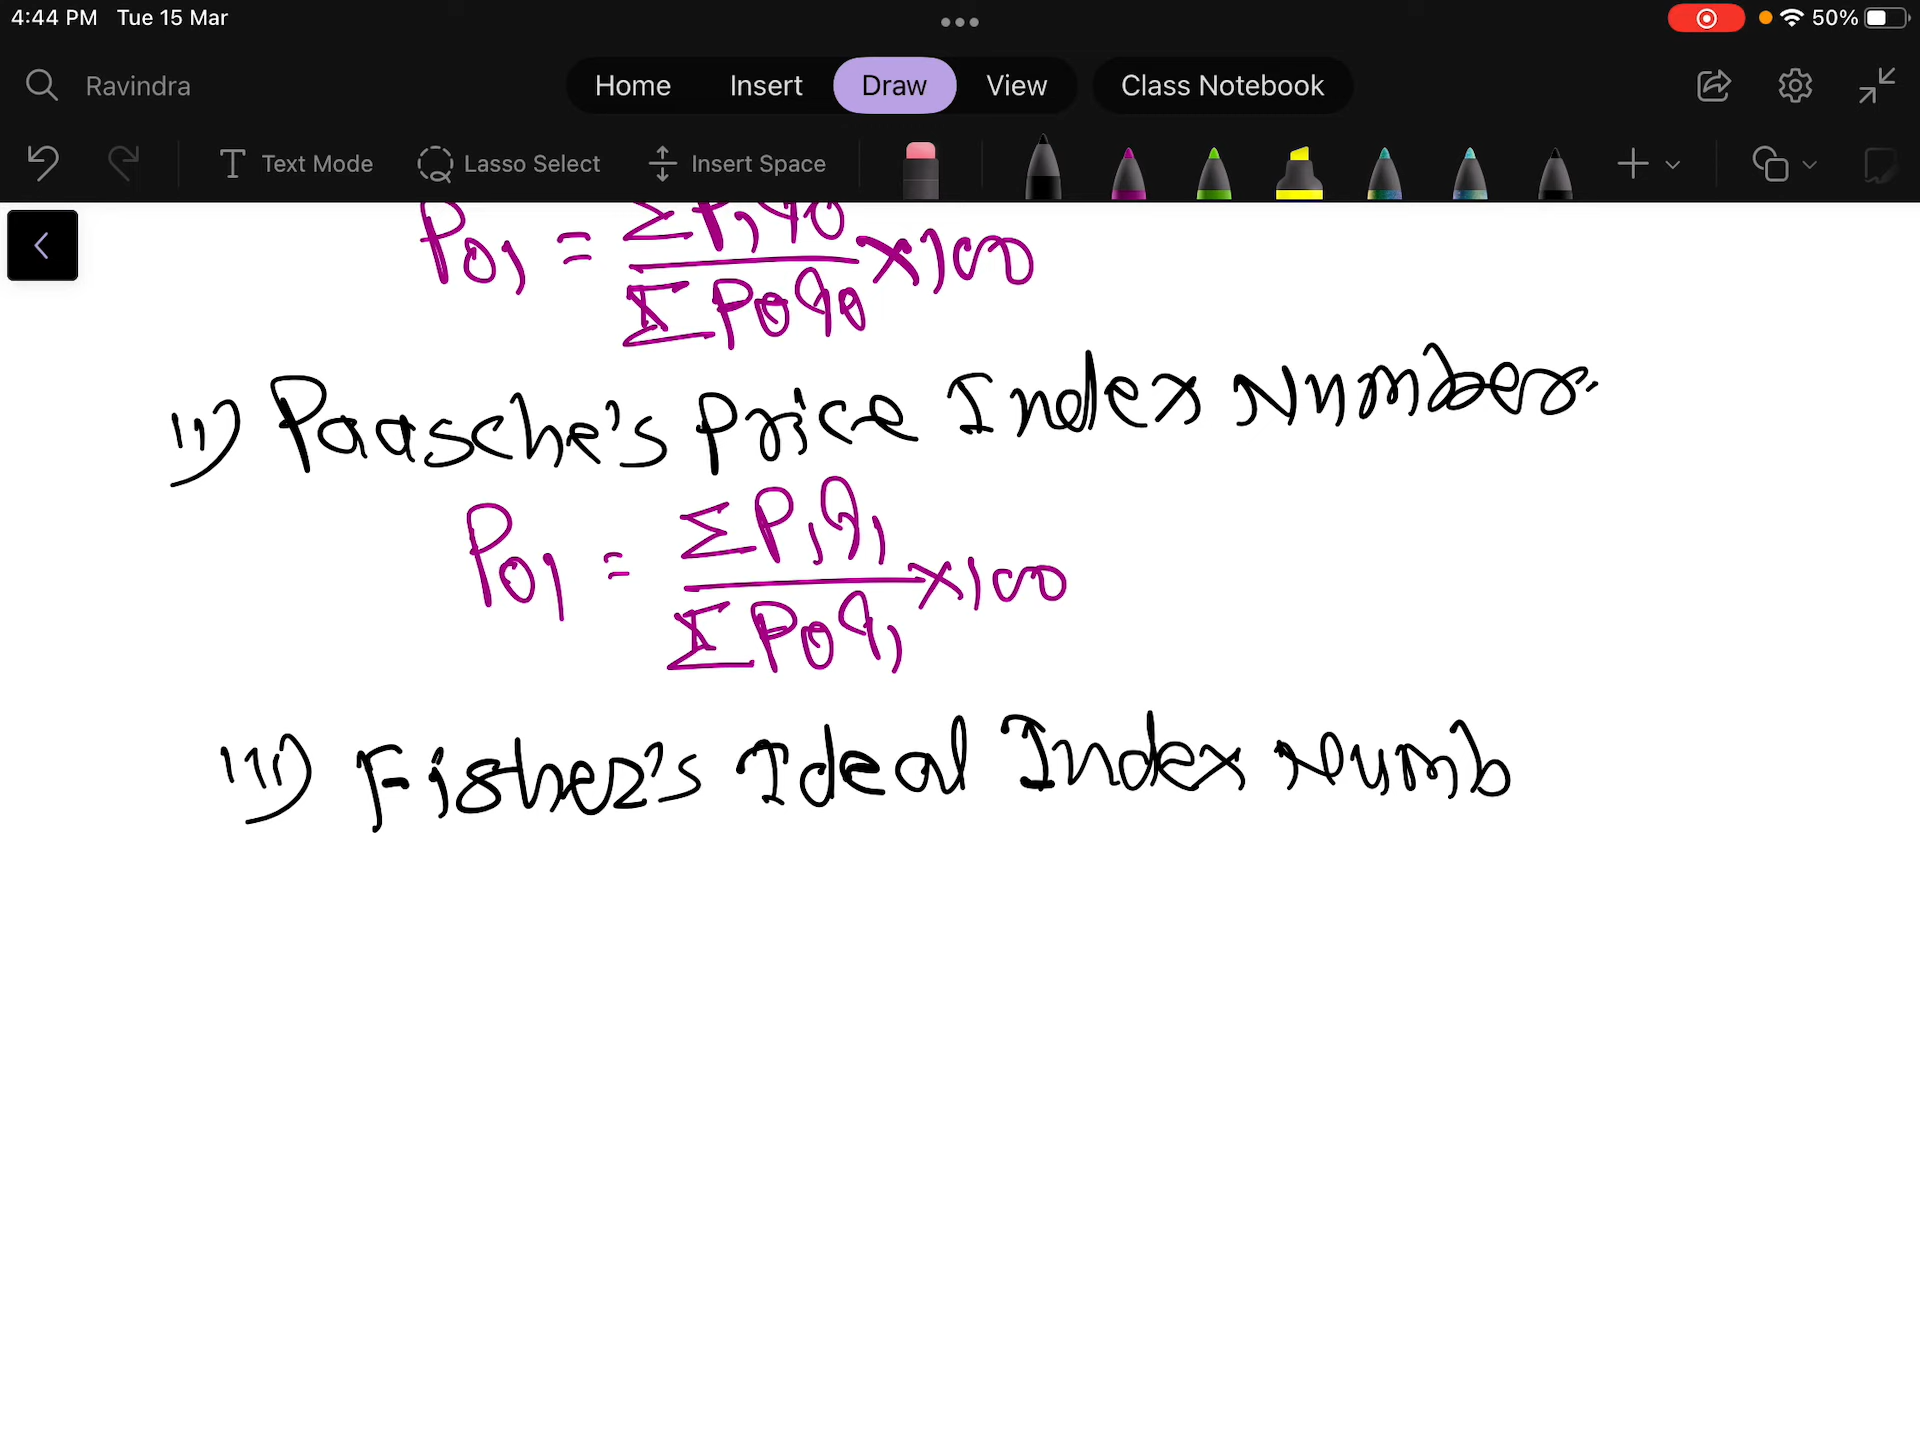 4:44 PM Tue 15 Mar
50%
Ravindra
Home Insert Draw View Class Notebook
Text Mode Lasso Select Insert Space
P01 = ΣP1q0 / ΣP0q0 ×100
ii) Paasche's Price Index Number.
P01 = ΣP1q1 / ΣP0q1 ×100
iii) Fisher's Ideal Index Numb